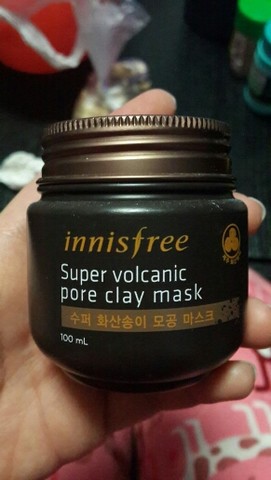 innisfree
Super volcanic
pore clay mask
수퍼 화산송이 모공 마스크
100 mL